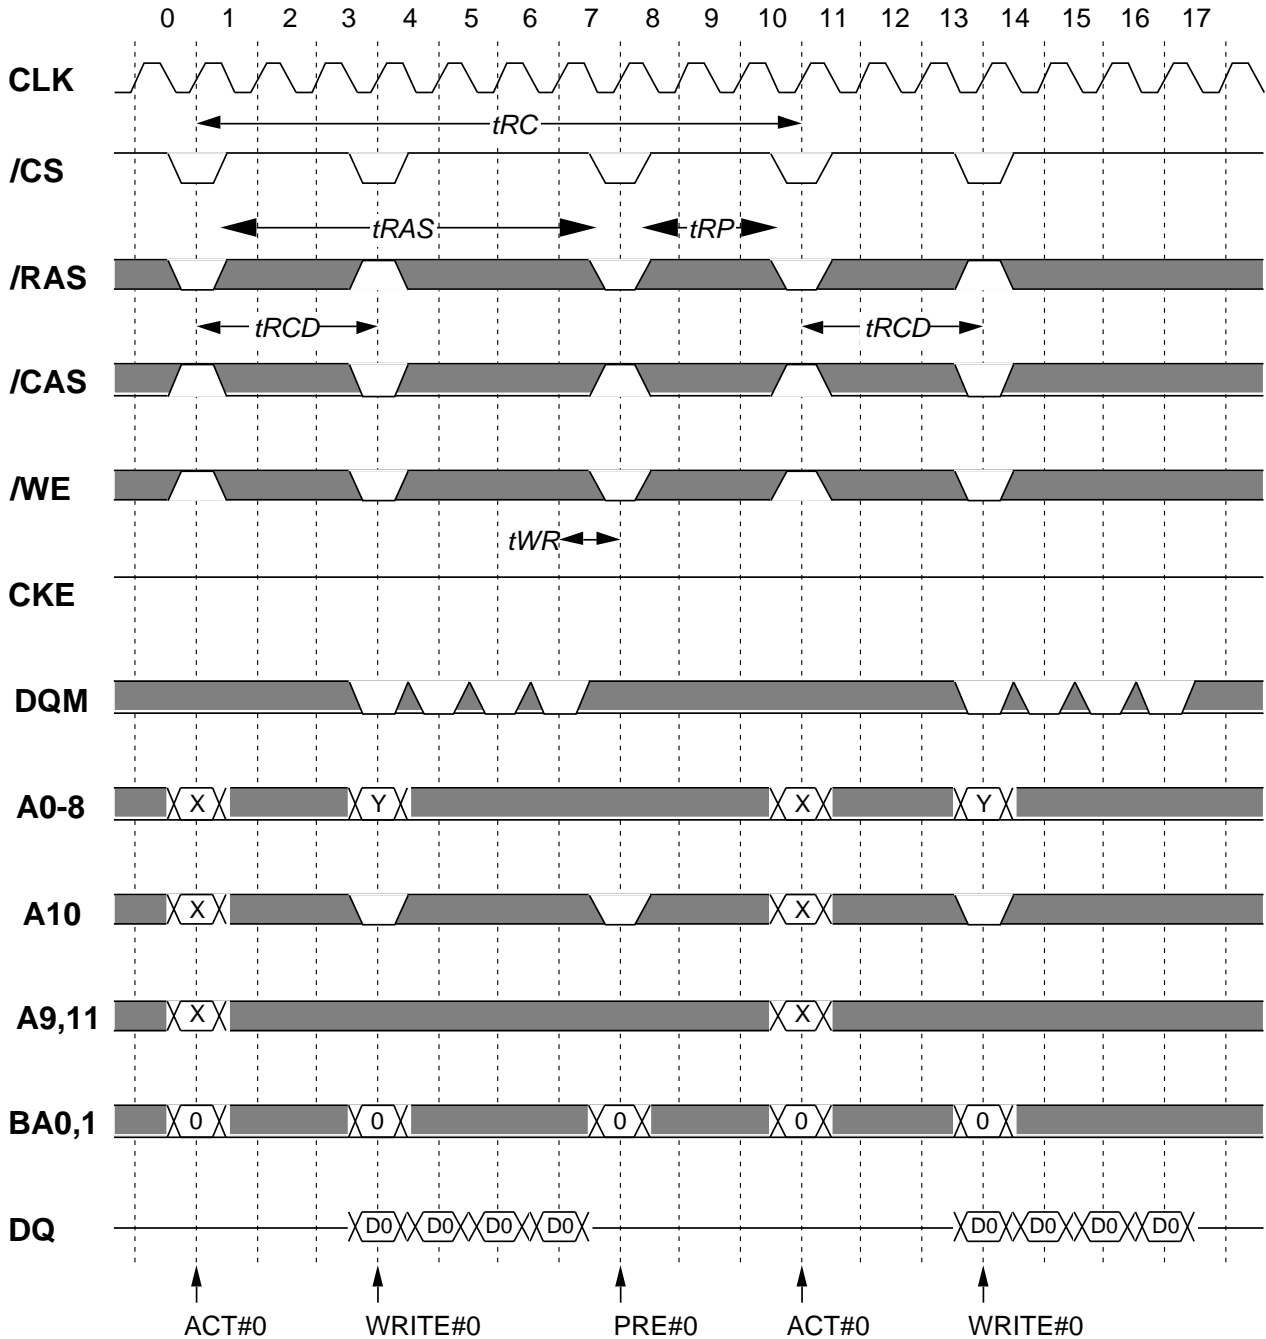 0 1 2 3 4 5 6 7 8 9 10 11 12 13 14 15 16 17
CLK
tRC
/CS
tRAS tRP
/RAS
tRCD tRCD
/CAS
/WE
tWR
CKE
DQM
A0-8 X Y X Y
A10 X X
A9,11 X X
BA0,1 0 0 0 0 0
DQ D0 D0 D0 D0 D0 D0 D0 D0
ACT#0 WRITE#0 PRE#0 ACT#0 WRITE#0